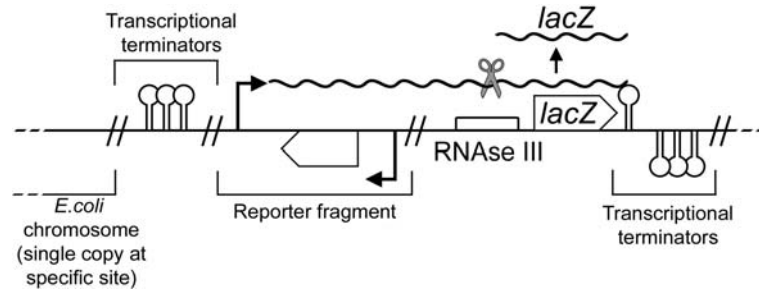 Transcriptional
terminators
lacZ
lacZ
RNAse III
Reporter fragment
E.coli
chromosome
(single copy at
specific site)
Transcriptional
terminators